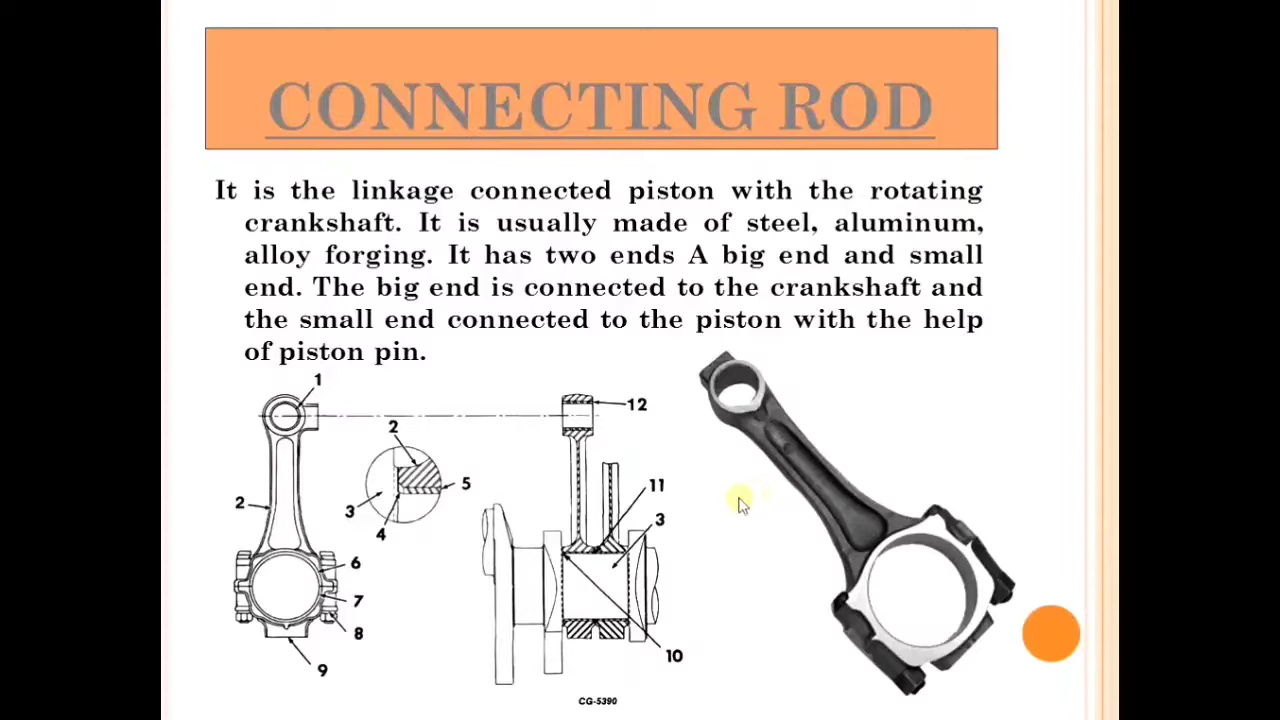 CONNECTING ROD
It is the linkage connected piston with the rotating
crankshaft. It is usually made of steel, aluminum,
alloy forging. It has two ends A big end and small
end. The big end is connected to the crankshaft and
the small end connected to the piston with the help
of piston pin.
1
12
2
5
11
2
3
3
4
6
7
8
10
9
CG-5390